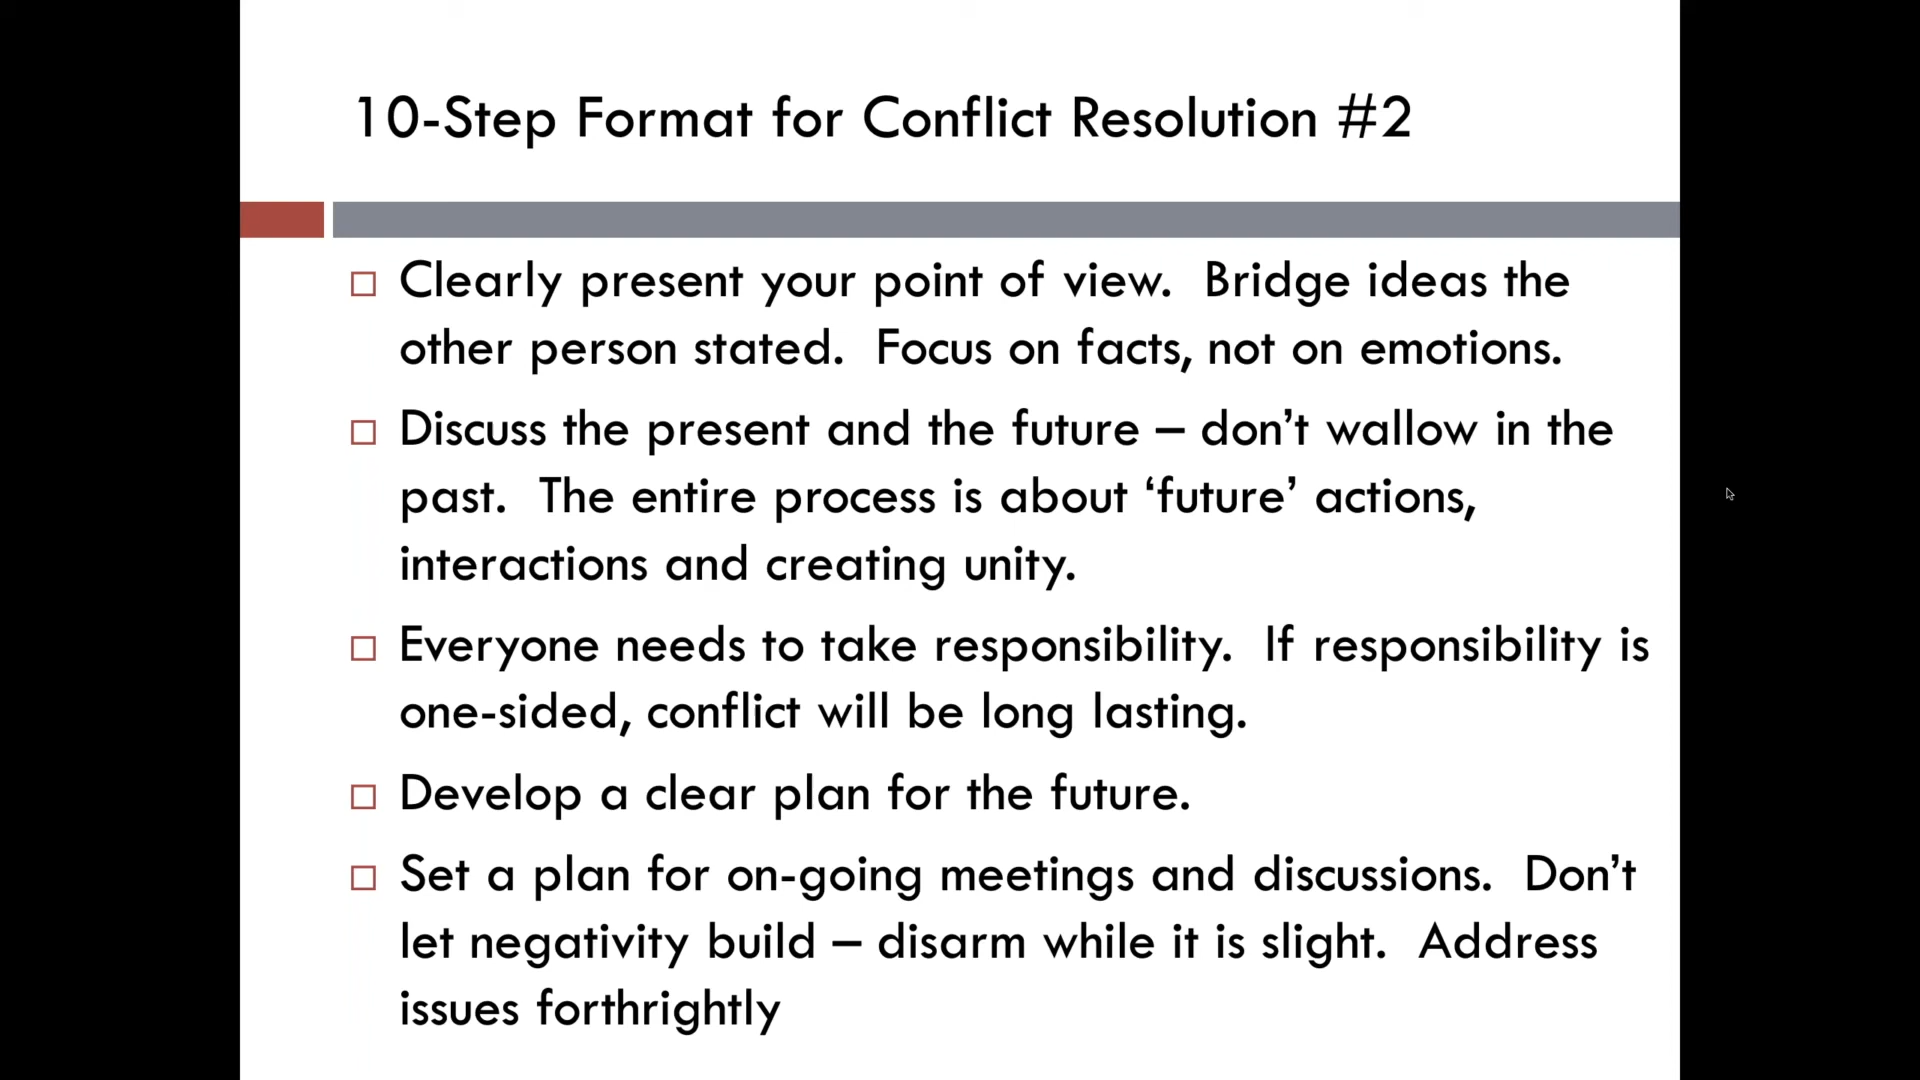 10-Step Format for Conflict Resolution #2
Clearly present your point of view.  Bridge ideas the
other person stated.  Focus on facts, not on emotions.
Discuss the present and the future – don’t wallow in the
past.  The entire process is about ‘future’ actions,
interactions and creating unity.
Everyone needs to take responsibility.  If responsibility is
one-sided, conflict will be long lasting.
Develop a clear plan for the future.
Set a plan for on-going meetings and discussions.  Don’t
let negativity build – disarm while it is slight.  Address
issues forthrightly